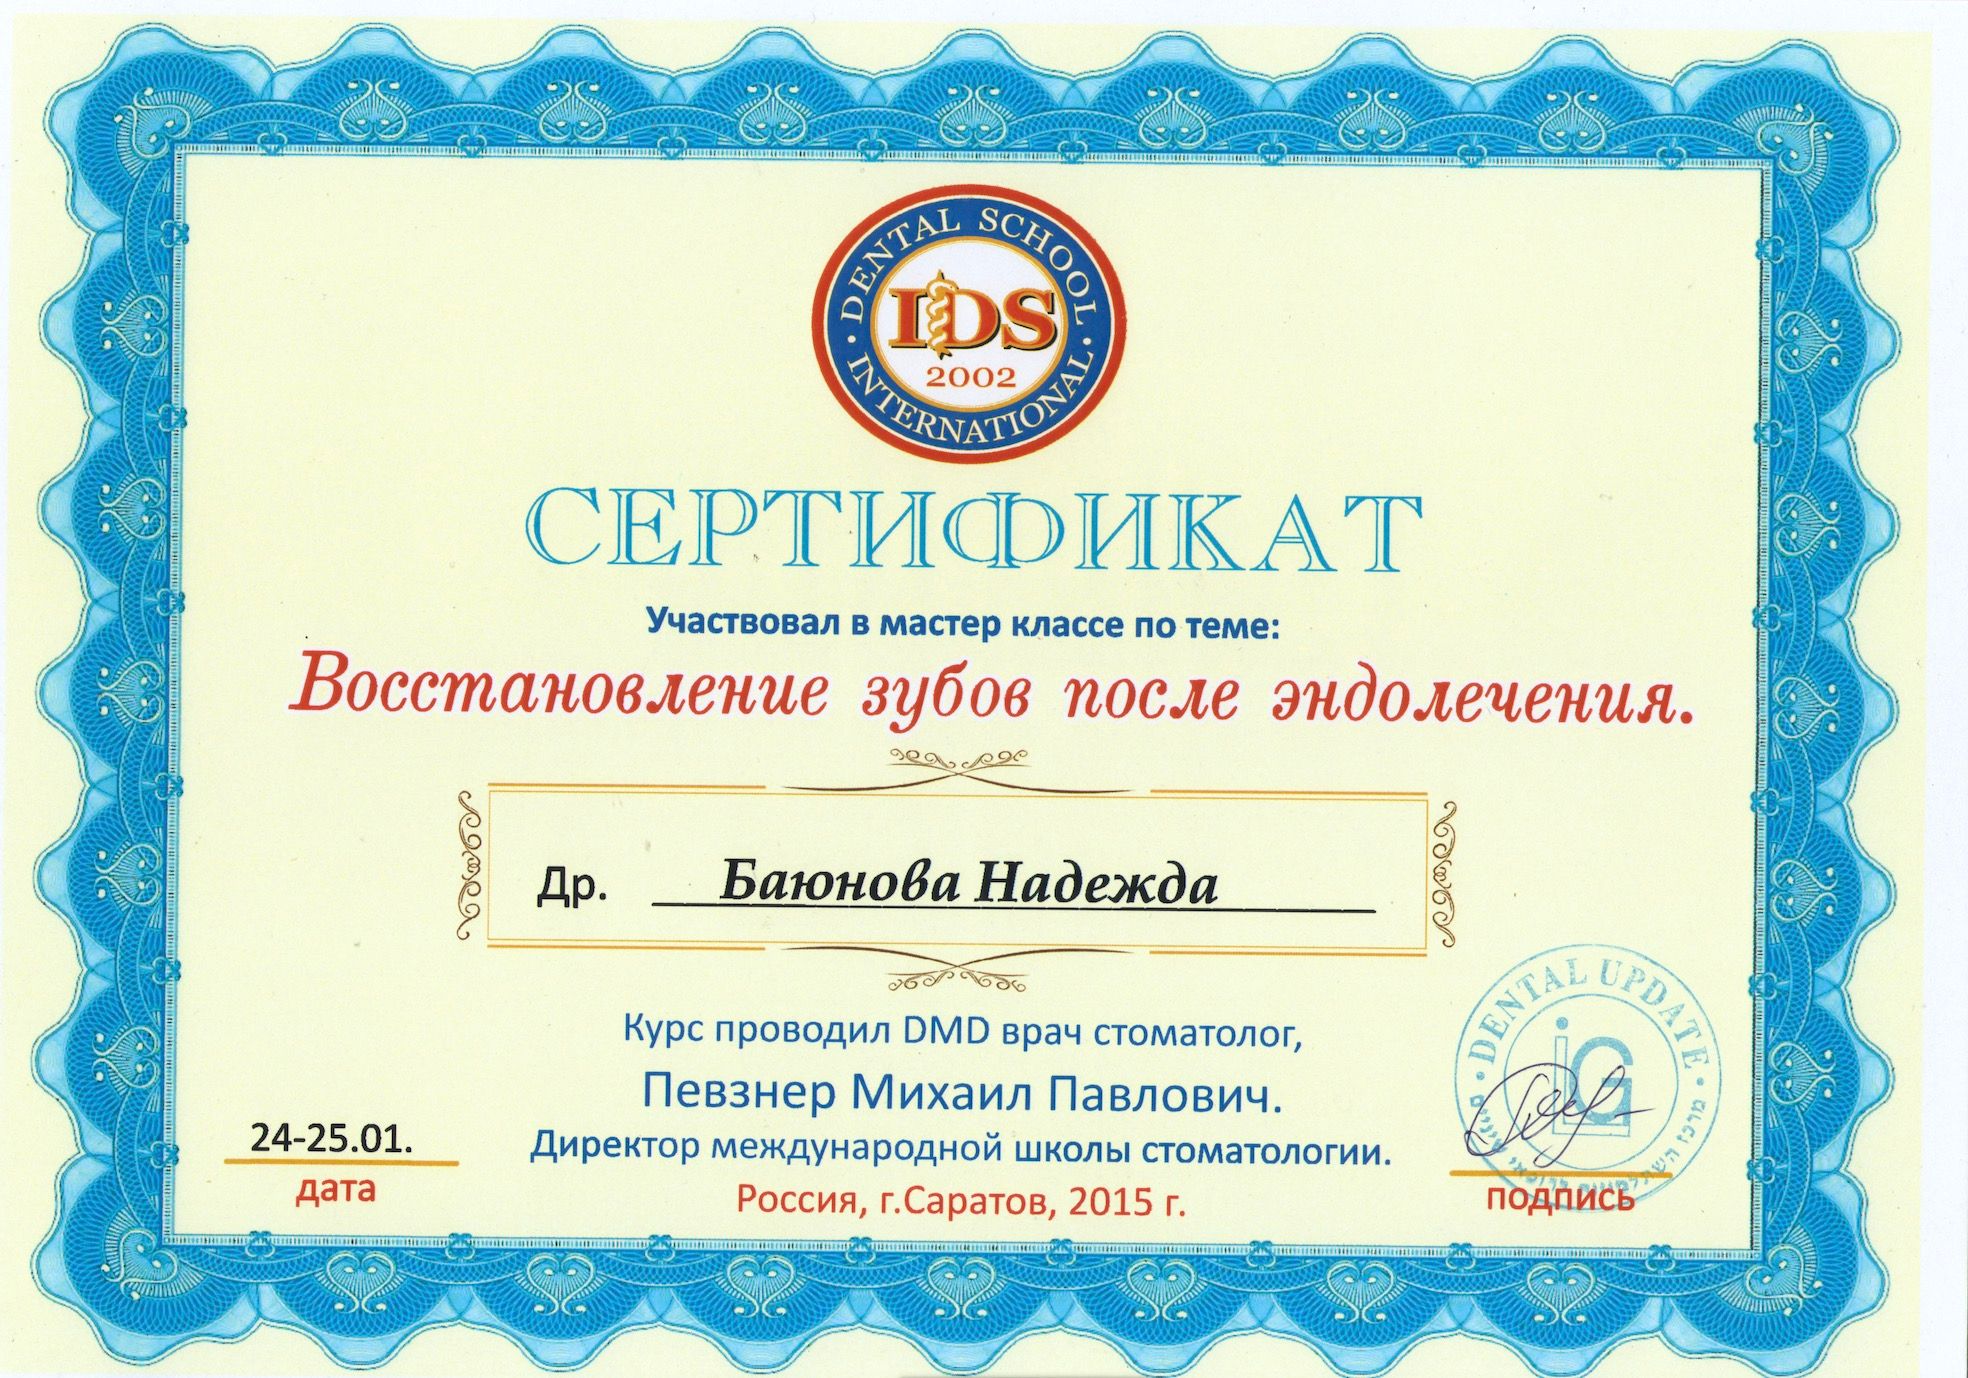 DENTAL SCHOOL
IDS
2002
INTERNATIONAL
СЕРТИФИКАТ
Участвовал в мастер классе по теме:
Восстановление зубов после эндолечения.
Др. Баюнова Надежда
Курс проводил DMD врач стоматолог,
Певзнер Михаил Павлович.
Директор международной школы стоматологии.
Россия, г.Саратов, 2015 г.
24-25.01.
дата
DENTAL UPDATE
подпись